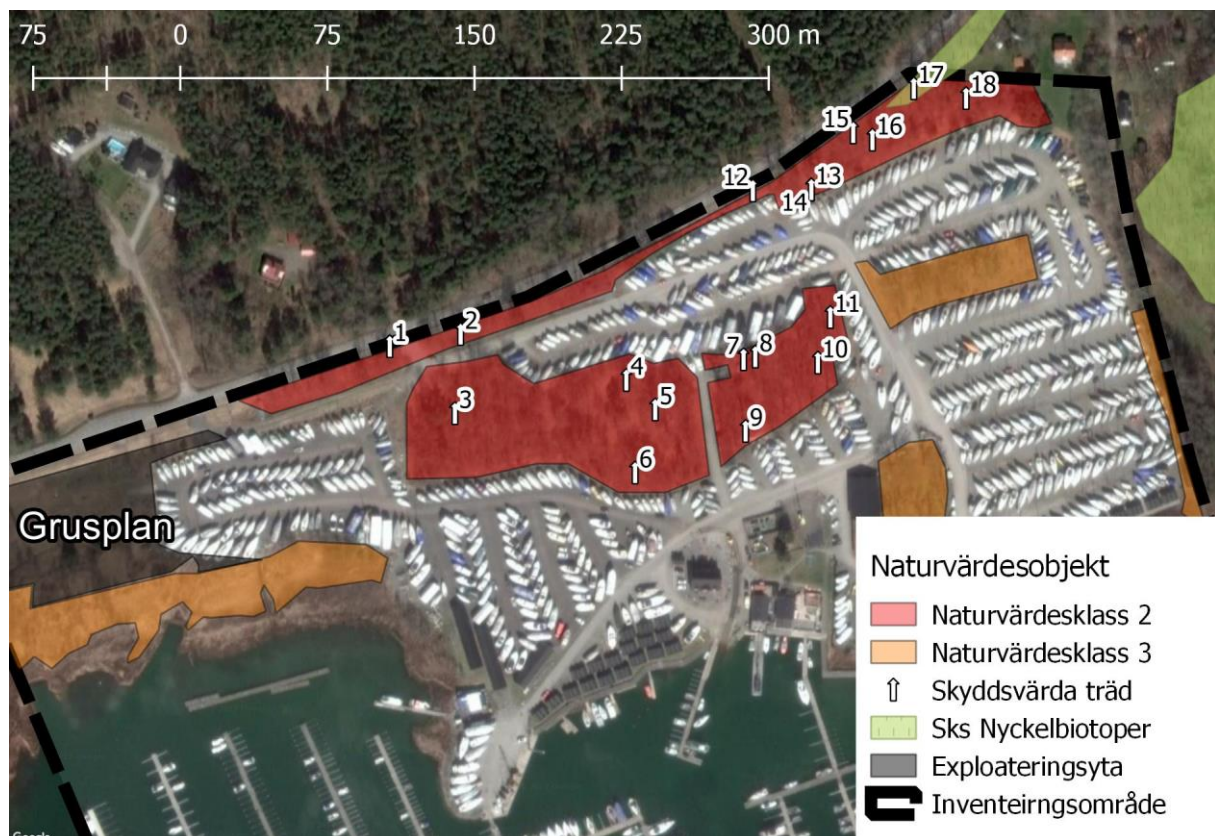 75 0 75 150 225 300 m
17
18
15
16
12
13
14
1
2
11
7 8
10
4
3
5
9
6
Grusplan
Naturvärdesobjekt
Naturvärdesklass 2
Naturvärdesklass 3
Skyddsvärda träd
Sks Nyckelbiotoper
Exploateringsyta
Inventeirngsområde